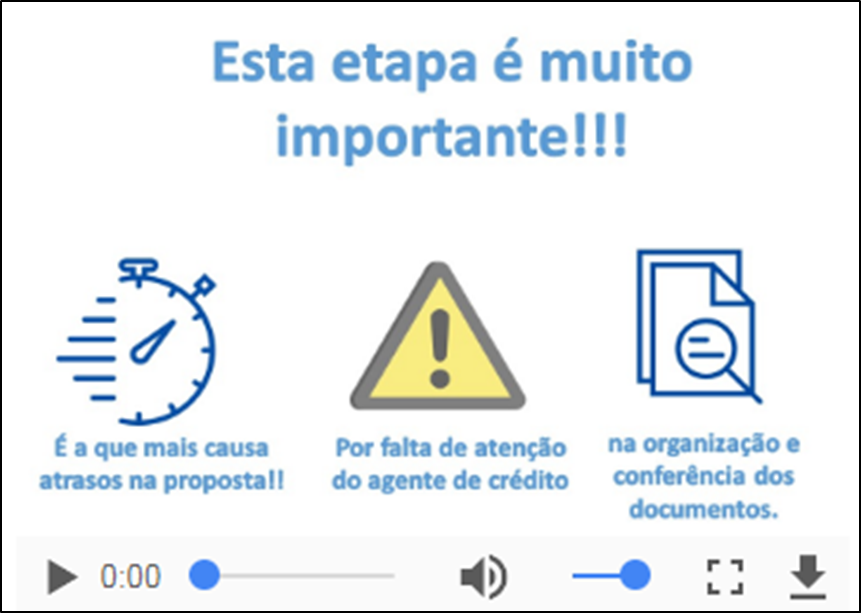 Esta etapa é muito
importante!!!
É a que mais causa
atrasos na proposta!!
Por falta de atenção
do agente de crédito
na organização e
conferência dos
documentos.
0:00